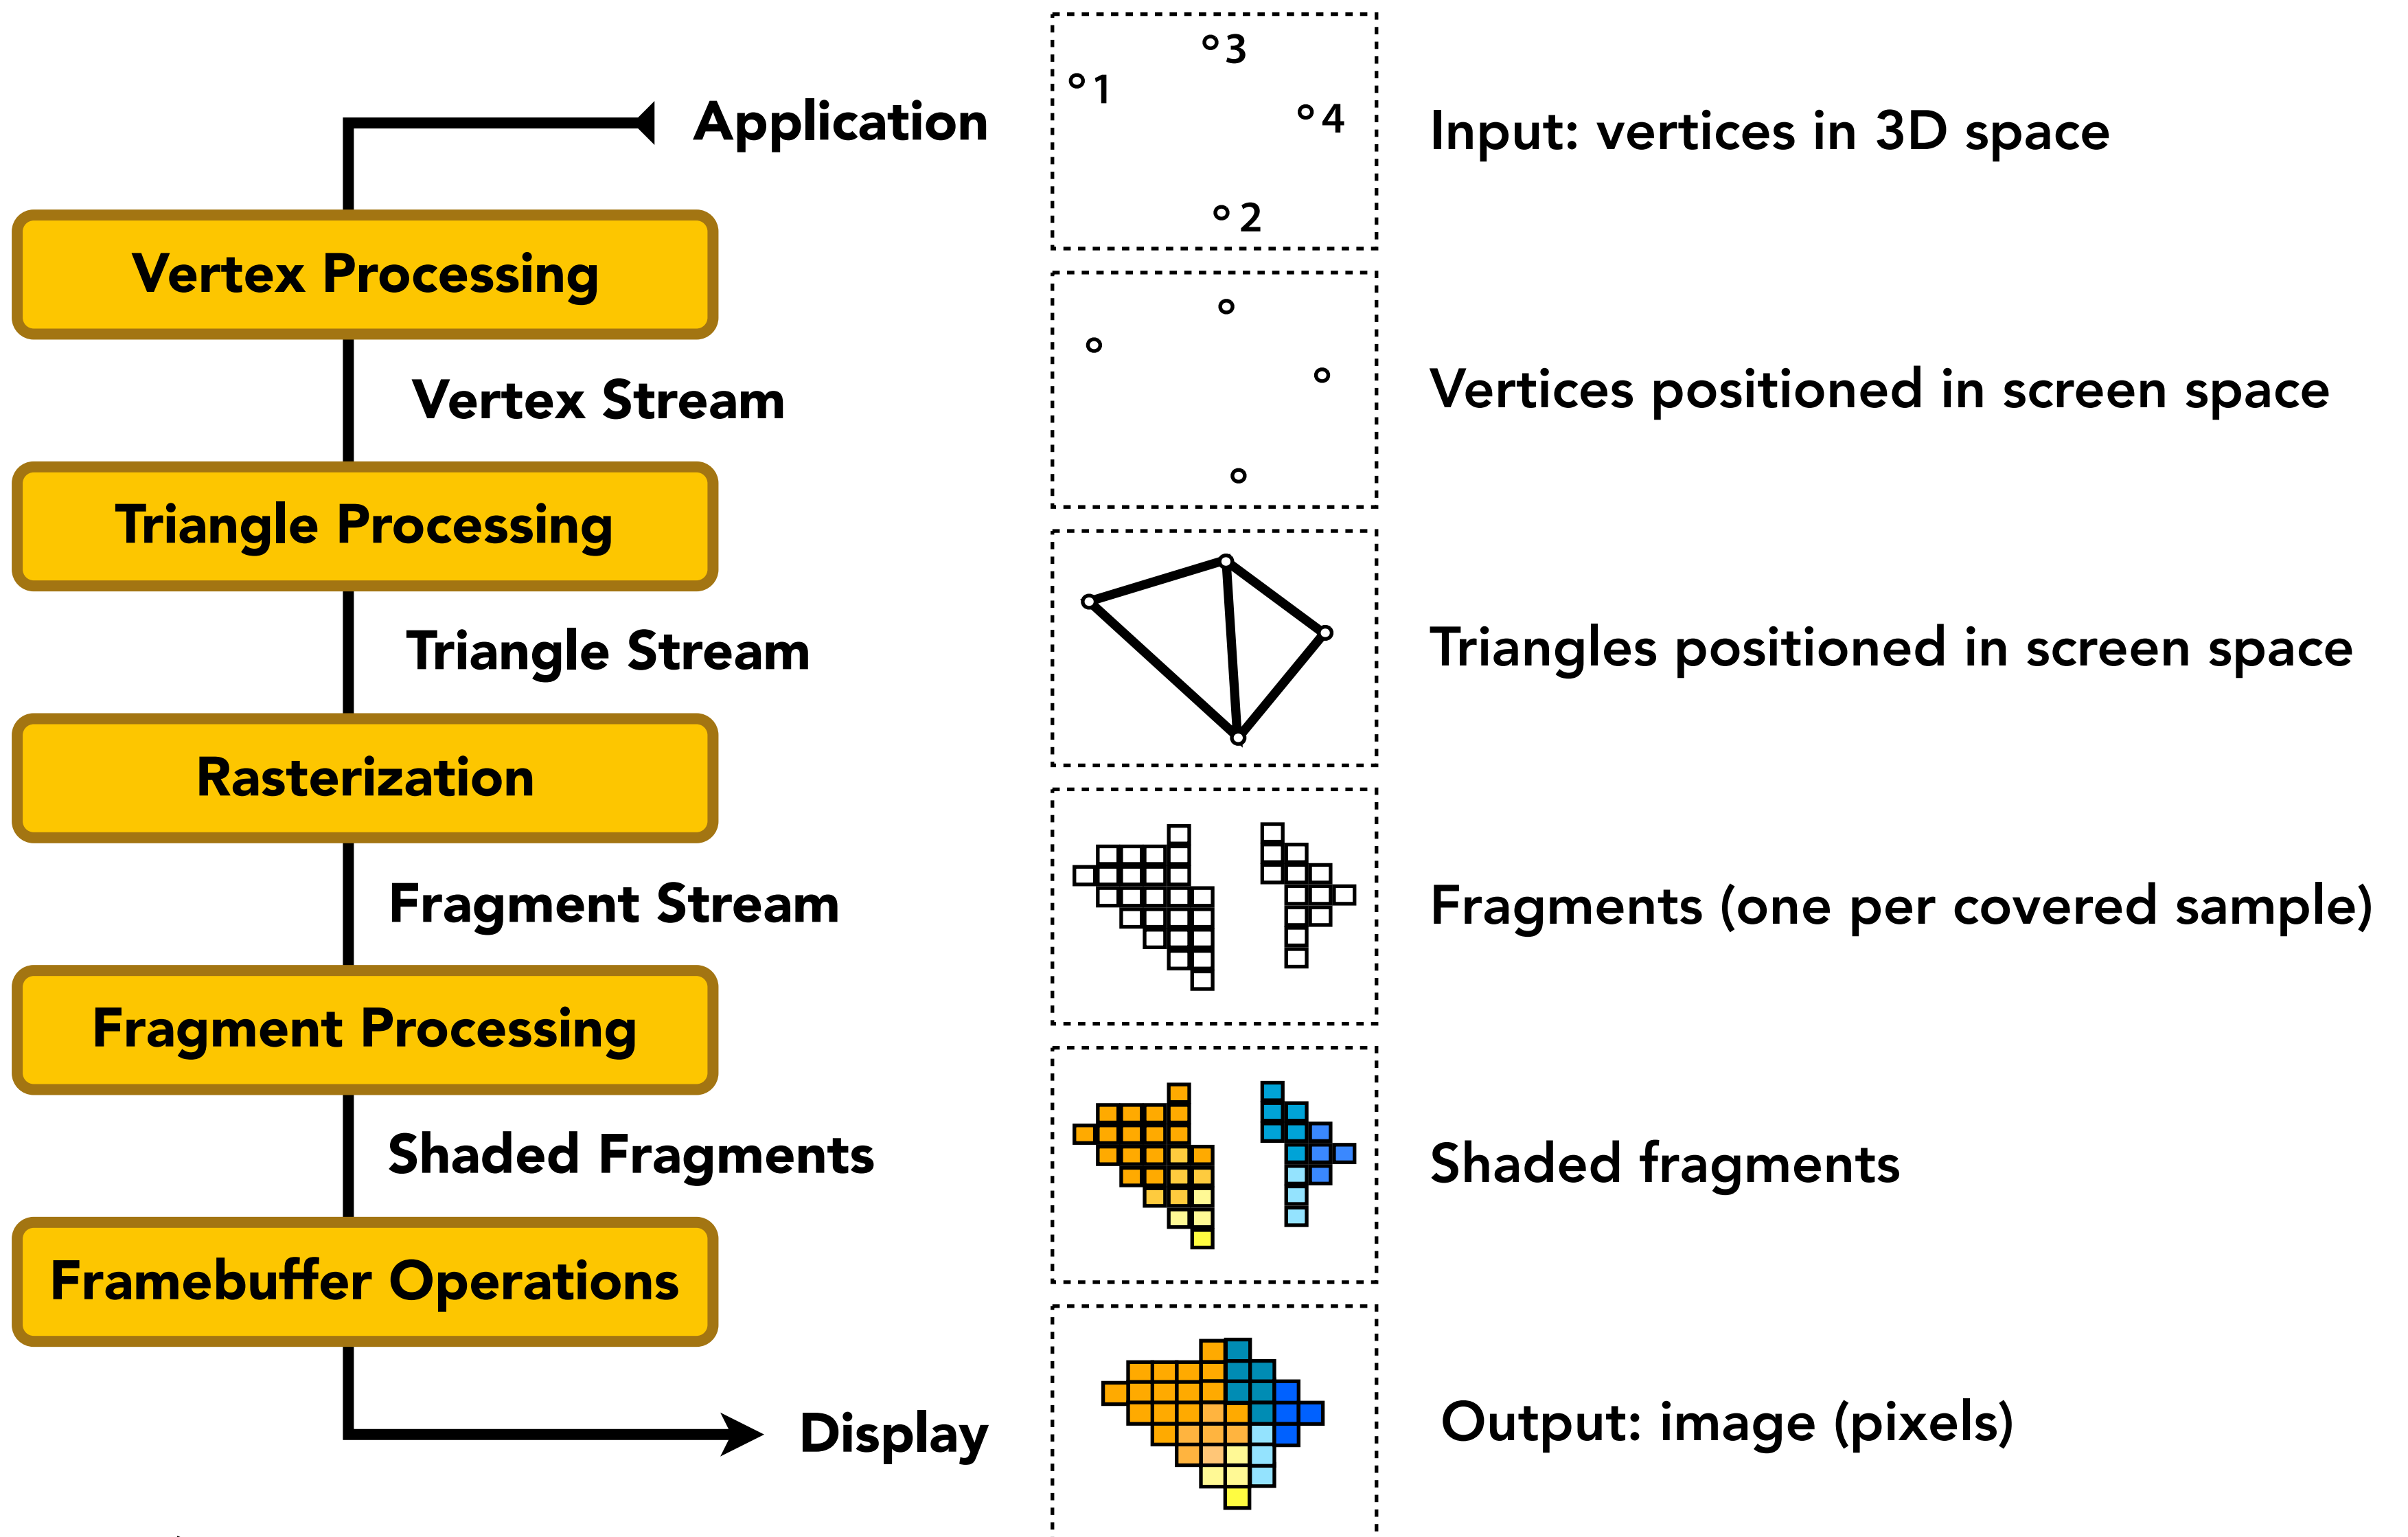 Application
3
1
4
2
Input: vertices in 3D space
Vertex Processing
Vertex Stream
Vertices positioned in screen space
Triangle Processing
Triangle Stream
Triangles positioned in screen space
Rasterization
Fragment Stream
Fragments (one per covered sample)
Fragment Processing
Shaded Fragments
Shaded fragments
Framebuffer Operations
Display
Output: image (pixels)